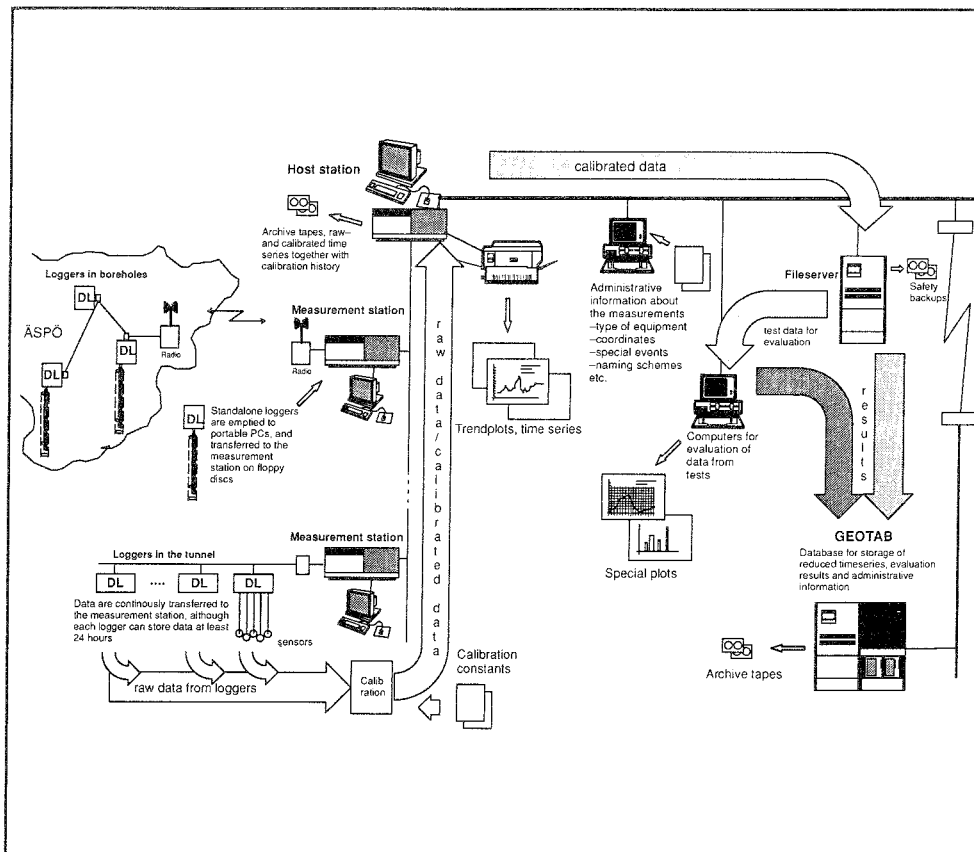 Host station
calibrated data
Archive tapes, raw–
and calibrated time
series together with
calibration history
Loggers in boreholes
DL
ÄSPÖ
DL
DL
Radio
Measurement station
Radio
DL
Standalone loggers
are emptied to
portable PCs, and
transferred to the
measurement
station on floppy
discs
Trendplots, time series
Administrative
information about
the measurements
–type of equipment
–coordinates
–special events
–naming schemes
etc.
Fileserver
Safety
backups
test data for
evaluation
Computers for
evaluation of
data from
tests
results
Special plots
GEOTAB
Database for storage of
reduced timeseries, evaluation
results and administrative
information
Archive tapes
Measurement station
Loggers in the tunnel
DL
....
DL
DL
Data are continously transferred to
the measurement station, although
each logger can store data at least
24 hours
sensors
raw data from loggers
Calib
ration
raw data/calibrated data
Calibration
constants